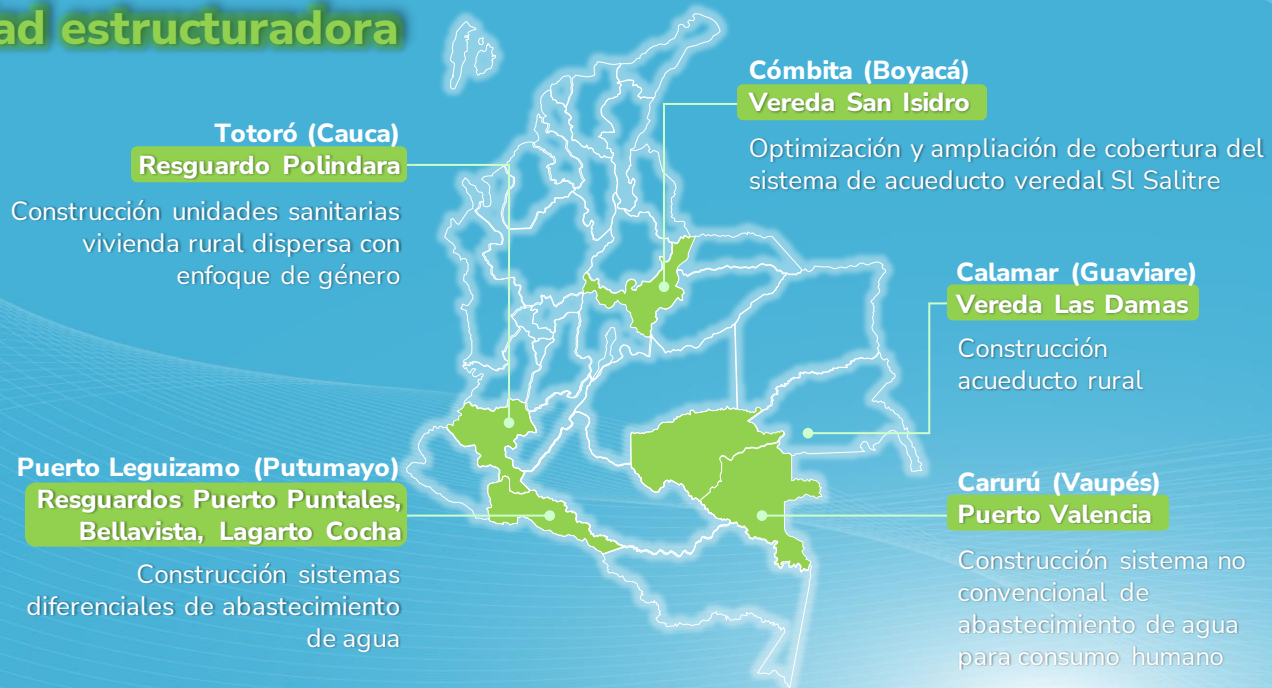 ad estructuradora
Totoró (Cauca)
Resguardo Polindara
Construcción unidades sanitarias
vivienda rural dispersa con
enfoque de género
Puerto Leguizamo (Putumayo)
Resguardos Puerto Puntales,
Bellavista, Lagarto Cocha
Construcción sistemas
diferenciales de abastecimiento
de agua
Cómbita (Boyacá)
Vereda San Isidro
Optimización y ampliación de cobertura del
sistema de acueducto veredal Sl Salitre
Calamar (Guaviare)
Vereda Las Damas
Construcción
acueducto rural
Carurú (Vaupés)
Puerto Valencia
Construcción sistema no
convencional de
abastecimiento de agua
para consumo humano